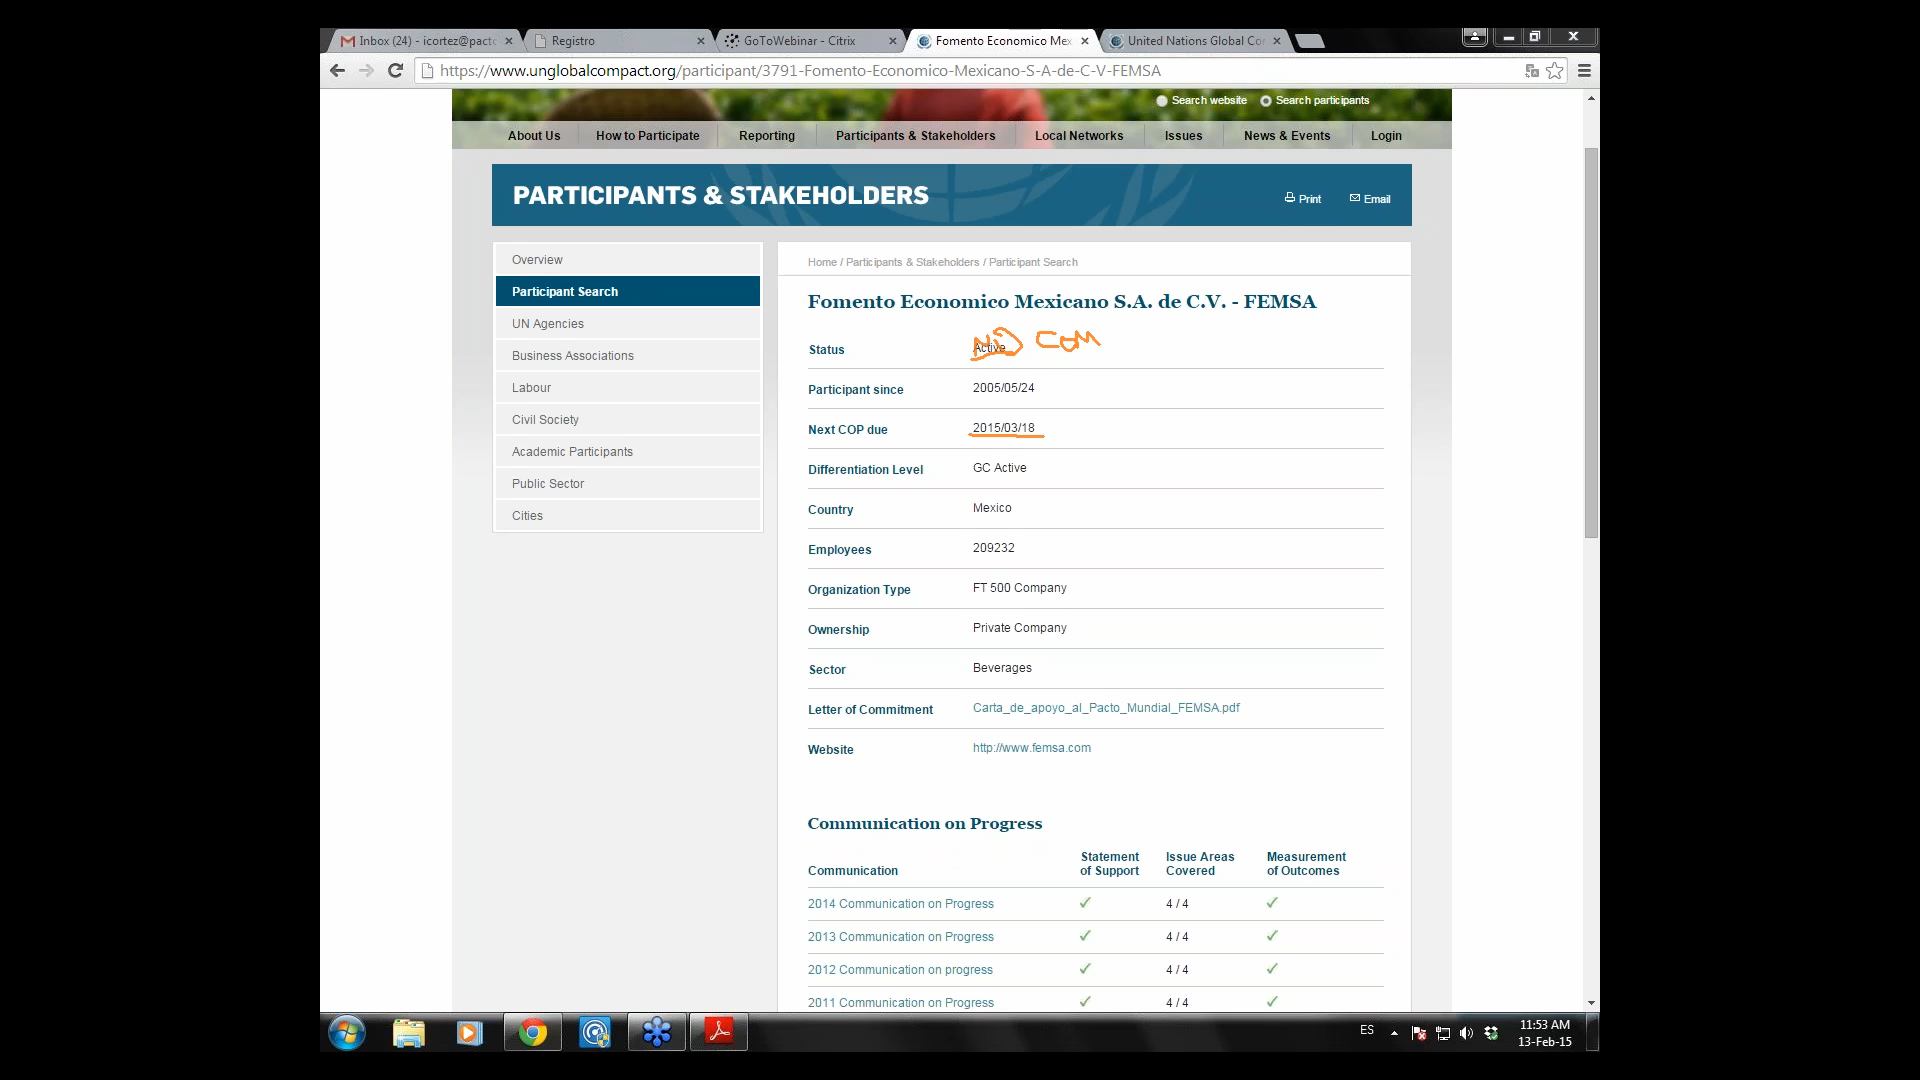 Inbox (24) - icortez@pacto
Registro
GoToWebinar - Citrix
Fomento Economico Mex
United Nations Global Co
https://www.unglobalcompact.org/participant/3791-Fomento-Economico-Mexicano-S-A-de-C-V-FEMSA
Search website Search participants
About Us How to Participate Reporting Participants & Stakeholders Local Networks Issues News & Events Login
PARTICIPANTS & STAKEHOLDERS
Print Email
Overview
Participant Search
UN Agencies
Business Associations
Labour
Civil Society
Academic Participants
Public Sector
Cities
Home / Participants & Stakeholders / Participant Search
Fomento Economico Mexicano S.A. de C.V. - FEMSA
Status Active COM
Participant since 2005/05/24
Next COP due 2015/03/18
Differentiation Level GC Active
Country Mexico
Employees 209232
Organization Type FT 500 Company
Ownership Private Company
Sector Beverages
Letter of Commitment Carta_de_apoyo_al_Pacto_Mundial_FEMSA.pdf
Website http://www.femsa.com
Communication on Progress
Communication Statement of Support Issue Areas Covered Measurement of Outcomes
2014 Communication on Progress ✓ 4 / 4 ✓
2013 Communication on Progress ✓ 4 / 4 ✓
2012 Communication on progress ✓ 4 / 4 ✓
2011 Communication on Progress ✓ 4 / 4 ✓
ES
11:53 AM
13-Feb-15